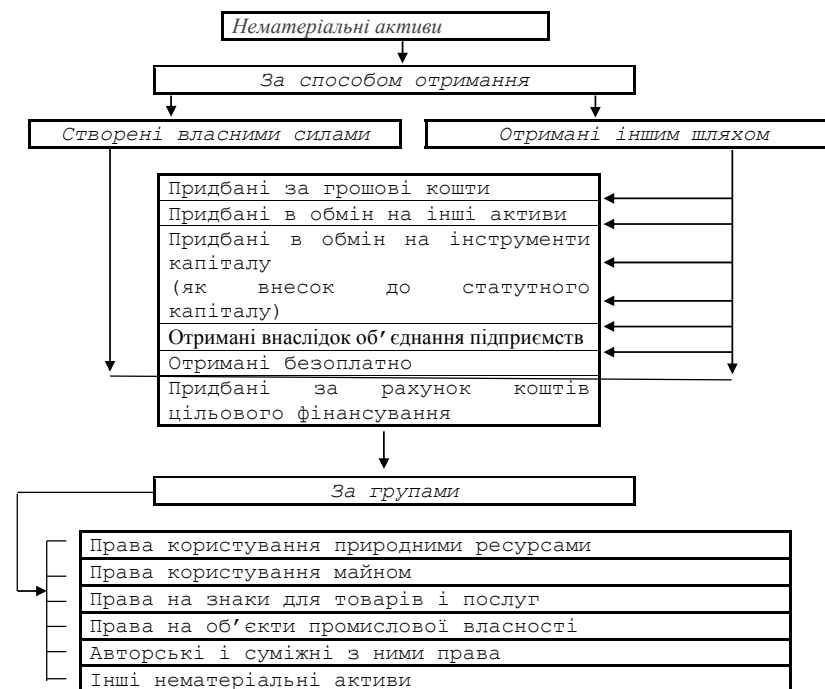 Нематеріальні активи
За способом отримання
Створені власними силами
Отримані іншим шляхом
Придбані за грошові кошти
Придбані в обмін на інші активи
Придбані в обмін на інструменти
капіталу
(як внесок до статутного
капіталу)
Отримані внаслідок об’єднання підприємств
Отримані безоплатно
Придбані за рахунок коштів
цільового фінансування
За групами
Права користування природними ресурсами
Права користування майном
Права на знаки для товарів і послуг
Права на об’єкти промислової власності
Авторські і суміжні з ними права
Інші нематеріальні активи